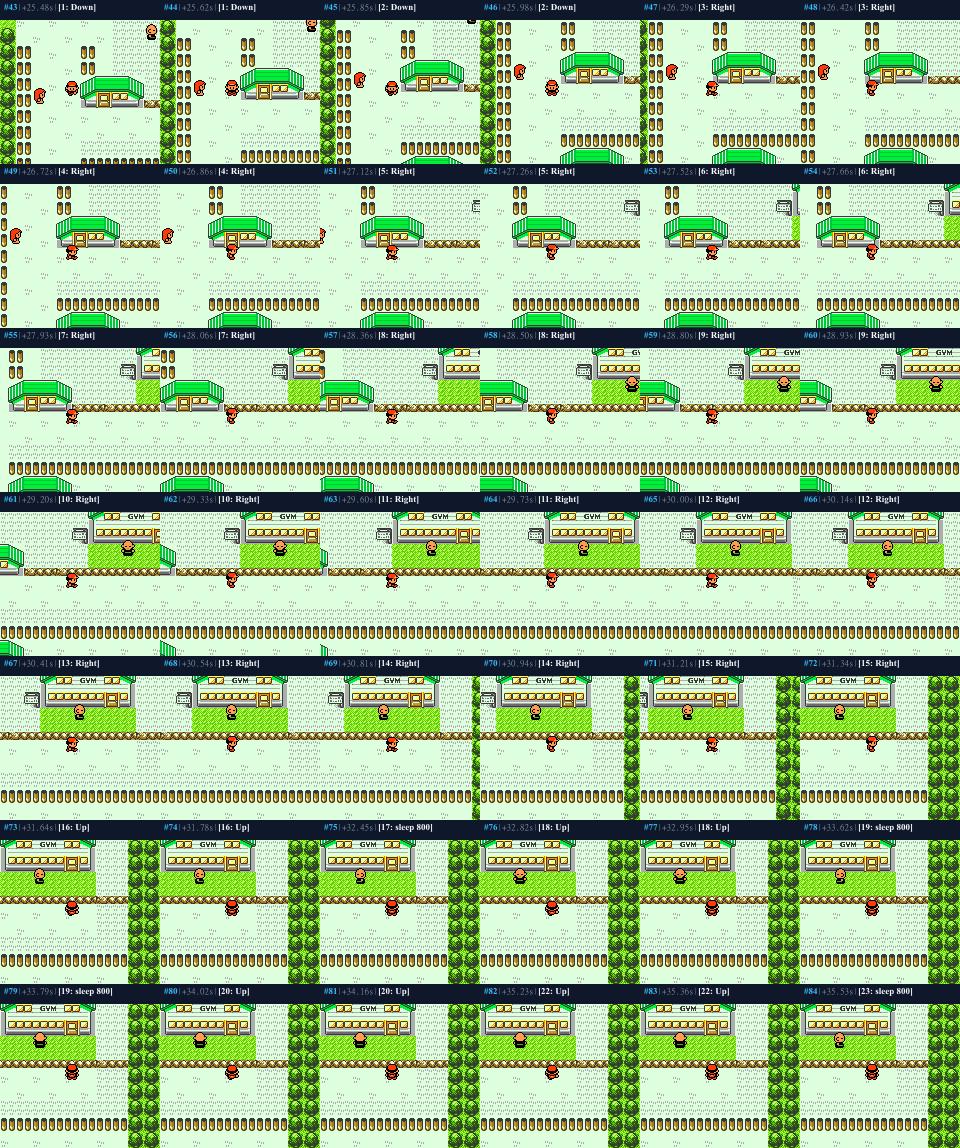 #43|+25.48s| [1: Down]
#44|+25.62s| [1: Down]
#45|+25.85s| [2: Down]
#46|+25.98s| [2: Down]
#47|+26.29s| [3: Right]
#48|+26.42s| [3: Right]
#49|+26.72s| [4: Right]
#50|+26.86s| [4: Right]
#51|+27.12s| [5: Right]
#52|+27.26s| [5: Right]
#53|+27.52s| [6: Right]
#54|+27.66s| [6: Right]
#55|+27.93s| [7: Right]
#56|+28.06s| [7: Right]
#57|+28.36s| [8: Right]
#58|+28.50s| [8: Right]
#59|+28.80s| [9: Right]
#60|+28.93s| [9: Right]
GV
GYM
GYM
#61|+29.20s| [10: Right]
#62|+29.33s| [10: Right]
#63|+29.60s| [11: Right]
#64|+29.73s| [11: Right]
#65|+30.00s| [12: Right]
#66|+30.14s| [12: Right]
GYM
GYM
GYM
GYM
GYM
GYM
#67|+30.41s| [13: Right]
#68|+30.54s| [13: Right]
#69|+30.81s| [14: Right]
#70|+30.94s| [14: Right]
#71|+31.21s| [15: Right]
#72|+31.34s| [15: Right]
GYM
GYM
GYM
GYM
GYM
GYM
#73|+31.64s| [16: Up]
#74|+31.78s| [16: Up]
#75|+32.45s| [17: sleep 800]
#76|+32.82s| [18: Up]
#77|+32.95s| [18: Up]
#78|+33.62s| [19: sleep 800]
GYM
GYM
GYM
GYM
GYM
GYM
#79|+33.79s| [19: sleep 800]
#80|+34.02s| [20: Up]
#81|+34.16s| [20: Up]
#82|+35.23s| [22: Up]
#83|+35.36s| [22: Up]
#84|+35.53s| [23: sleep 800]
GYM
GYM
GYM
GYM
GYM
GYM